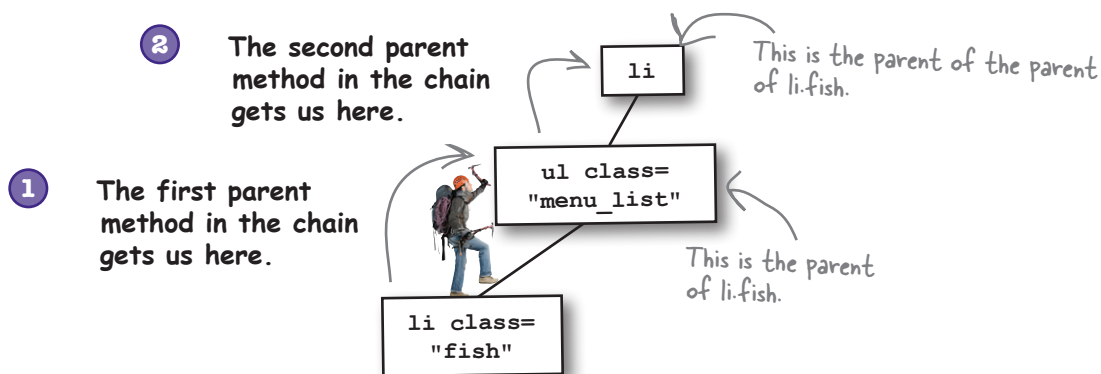 2
The second parent
method in the chain
gets us here.
li
This is the parent of the parent
of li.fish.
1
The first parent
method in the chain
gets us here.
ul class=
"menu_list"
This is the parent
of li.fish.
li class=
"fish"